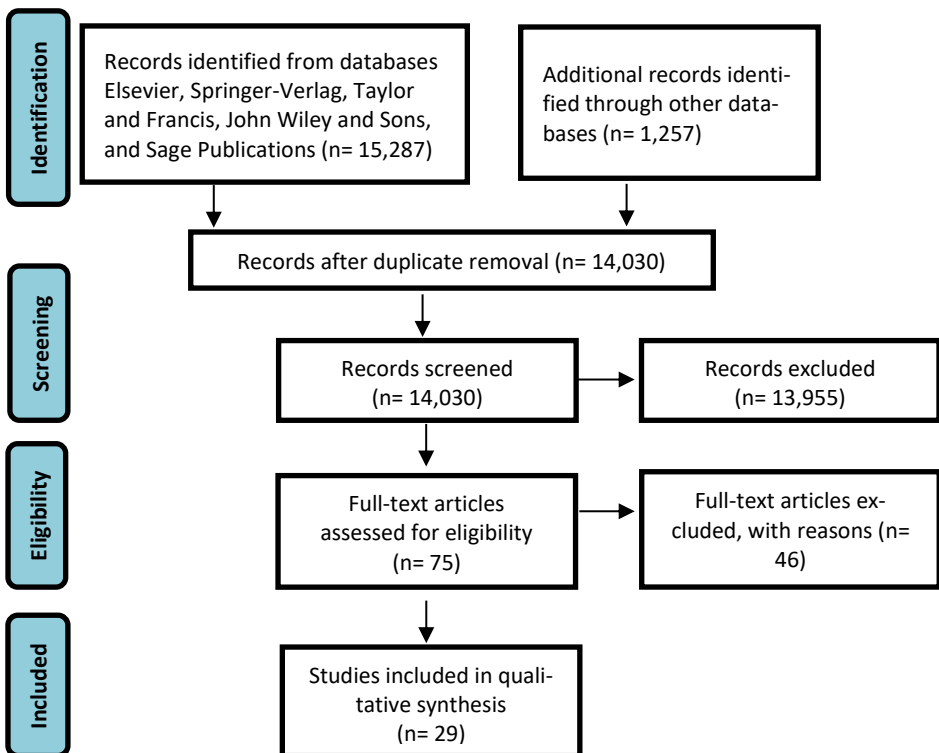 Identification
Records identified from databases
Elsevier, Springer-Verlag, Taylor
and Francis, John Wiley and Sons,
and Sage Publications (n= 15,287)
Additional records identi-
fied through other data-
bases (n= 1,257)
Records after duplicate removal (n= 14,030)
Screening
Records screened
(n= 14,030)
Records excluded
(n= 13,955)
Eligibility
Full-text articles
assessed for eligibility
(n= 75)
Full-text articles ex-
cluded, with reasons (n=
46)
Included
Studies included in quali-
tative synthesis
(n= 29)